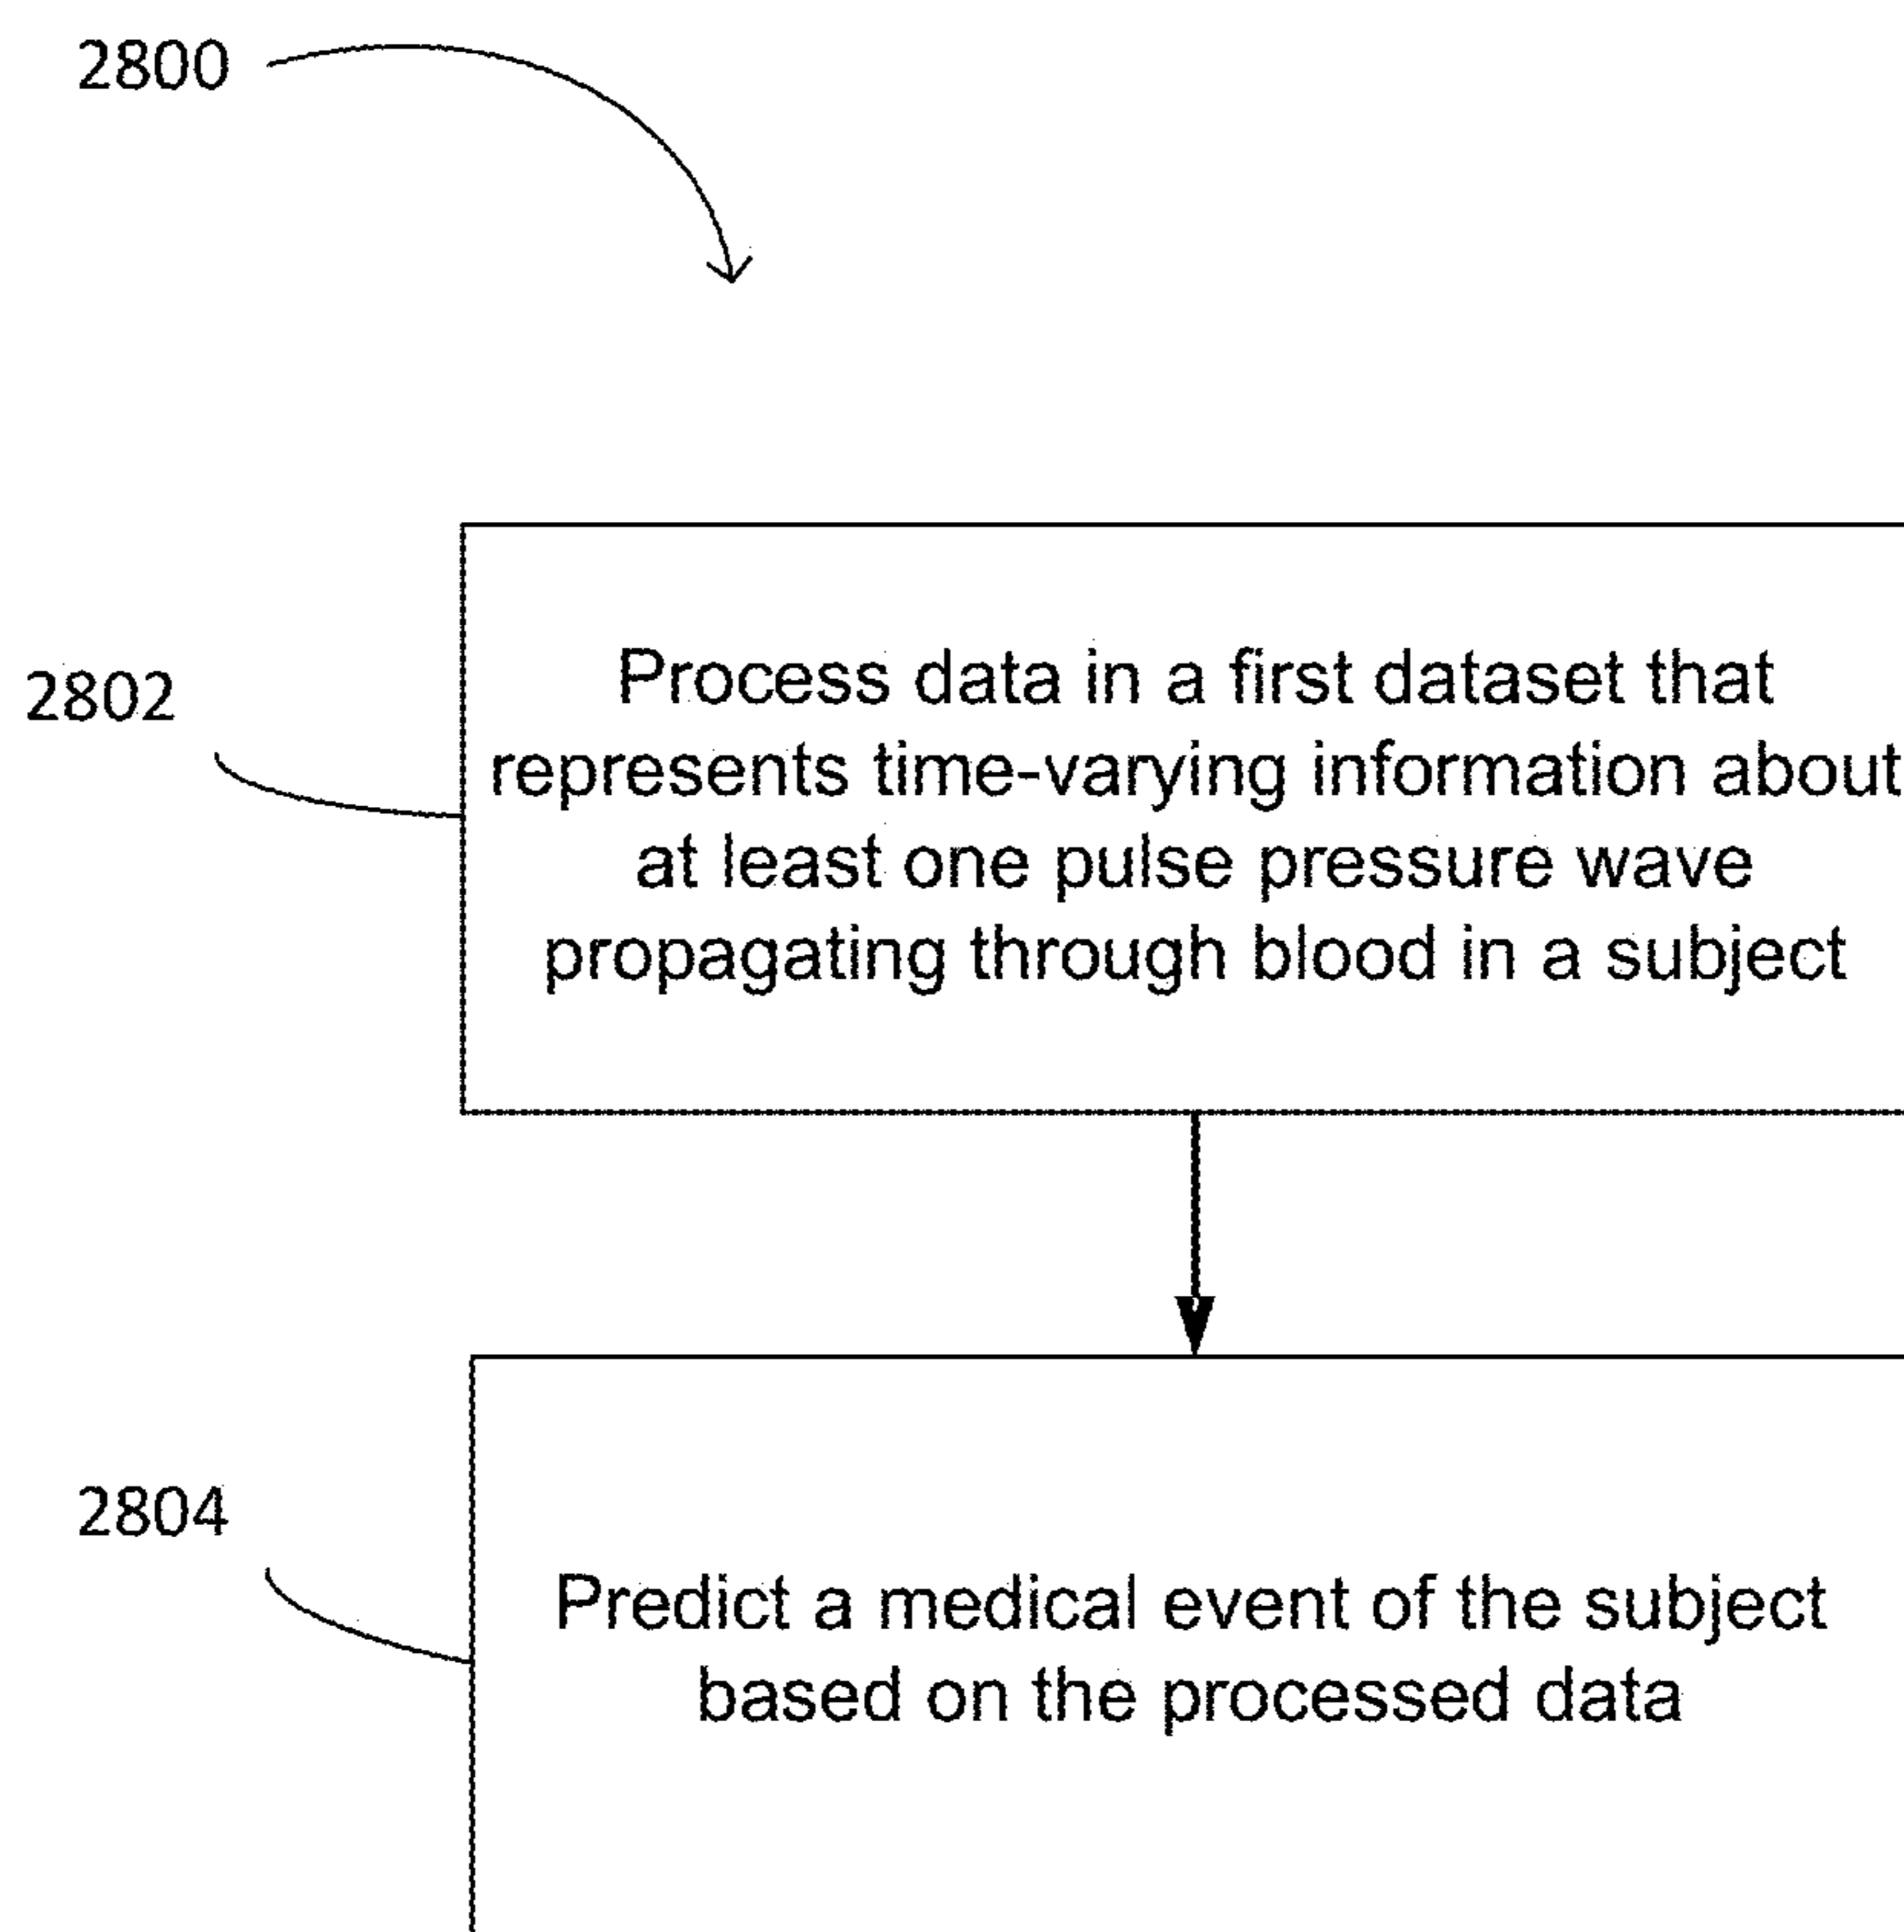 2800
2802
Process data in a first dataset that
represents time-varying information about
at least one pulse pressure wave
propagating through blood in a subject
2804
Predict a medical event of the subject
based on the processed data